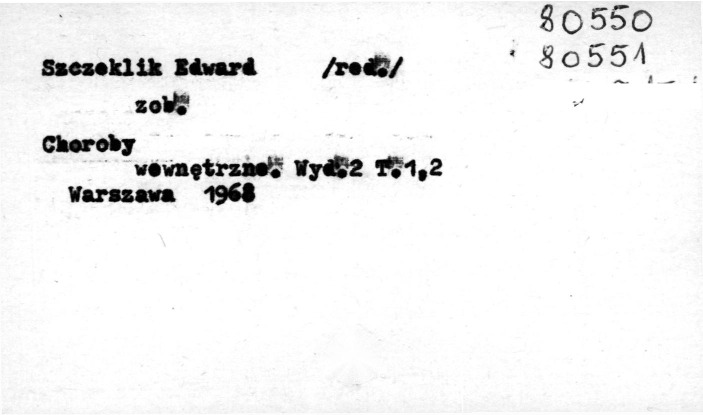 80550
80551
Szczeklik Edward /red./
zob.
Choroby
wewnętrzne. Wyd.2 T.1,2
Warszawa 1968